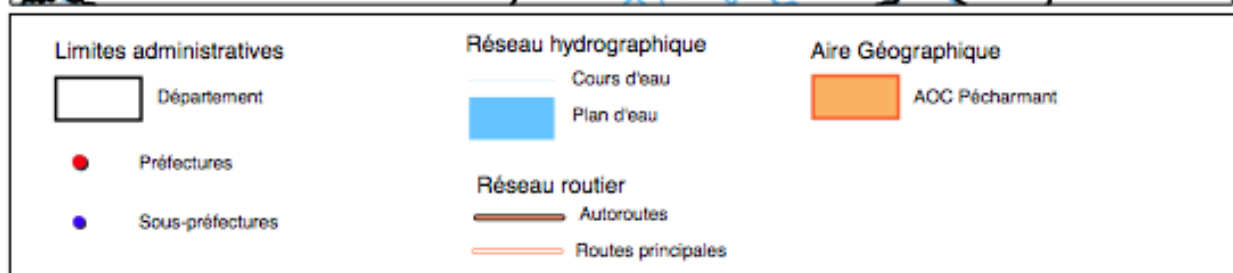 Limites administratives
Département
Préfectures
Sous-préfectures
Réseau hydrographique
Cours d'eau
Plan d'eau
Réseau routier
Autoroutes
Routes principales
Aire Géographique
AOC Pécharmant